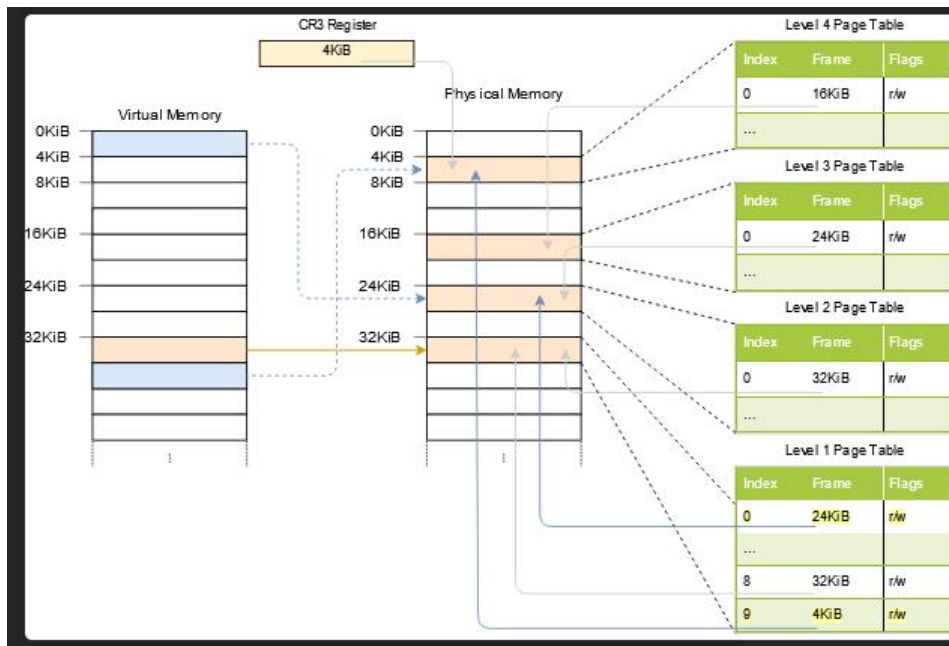 CR3 Register
4KiB
Virtual Memory
0KiB
4KiB
8KiB
16KiB
24KiB
32KiB
⋮
Physical Memory
0KiB
4KiB
8KiB
16KiB
24KiB
32KiB
⋮
Level 4 Page Table
Index Frame Flags
0 16KiB r/w
...
Level 3 Page Table
Index Frame Flags
0 24KiB r/w
...
Level 2 Page Table
Index Frame Flags
0 32KiB r/w
...
Level 1 Page Table
Index Frame Flags
0 24KiB r/w
...
8 32KiB r/w
9 4KiB r/w